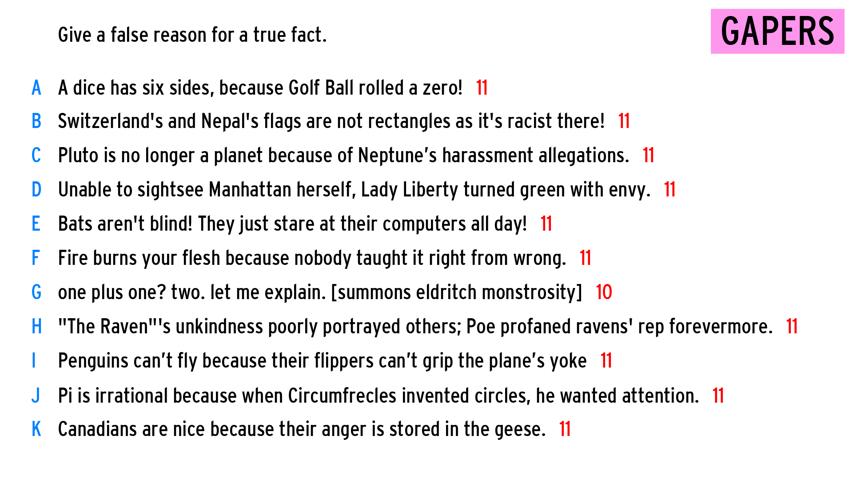 Give a false reason for a true fact.
GAPERS
A A dice has six sides, because Golf Ball rolled a zero! 11
B Switzerland's and Nepal's flags are not rectangles as it's racist there! 11
C Pluto is no longer a planet because of Neptune’s harassment allegations. 11
D Unable to sightsee Manhattan herself, Lady Liberty turned green with envy. 11
E Bats aren't blind! They just stare at their computers all day! 11
F Fire burns your flesh because nobody taught it right from wrong. 11
G one plus one? two. let me explain. [summons eldritch monstrosity] 10
H "The Raven"'s unkindness poorly portrayed others; Poe profaned ravens' rep forevermore. 11
I Penguins can’t fly because their flippers can’t grip the plane’s yoke 11
J Pi is irrational because when Circumfrecles invented circles, he wanted attention. 11
K Canadians are nice because their anger is stored in the geese. 11